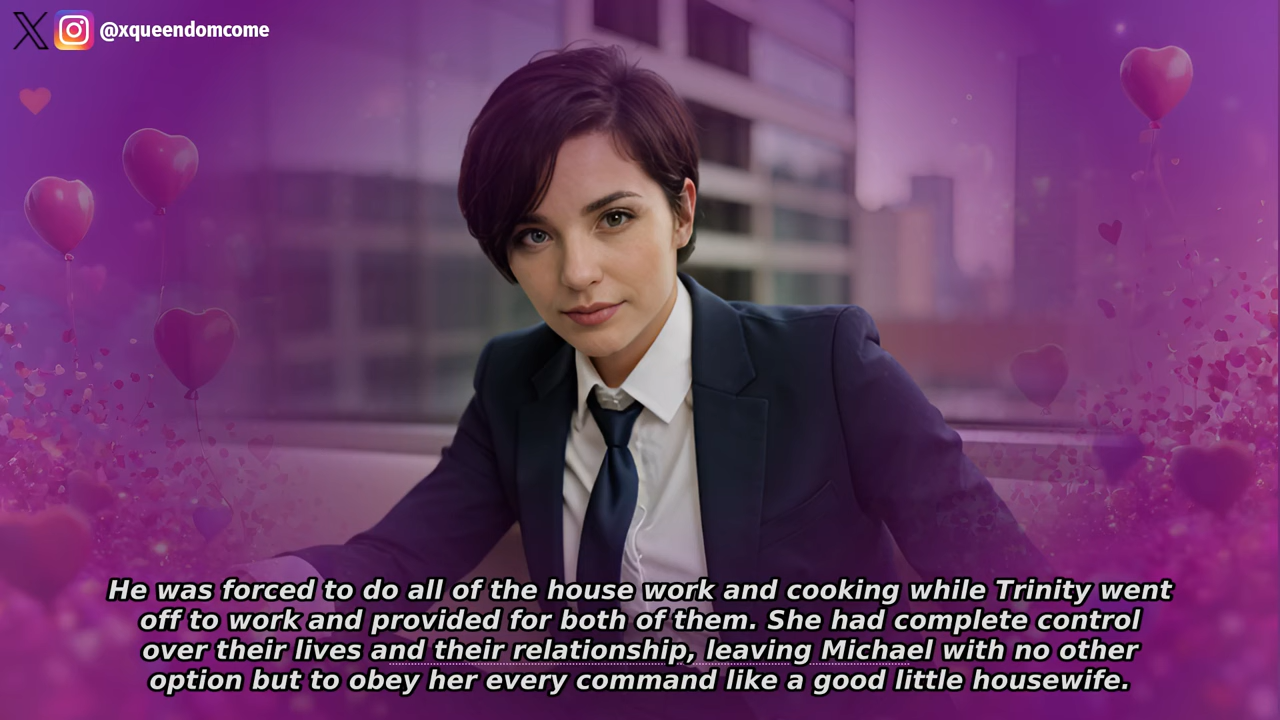 @xqueendomcome
He was forced to do all of the house work and cooking while Trinity went
off to work and provided for both of them. She had complete control
over their lives and their relationship, leaving Michael with no other
option but to obey her every command like a good little housewife.